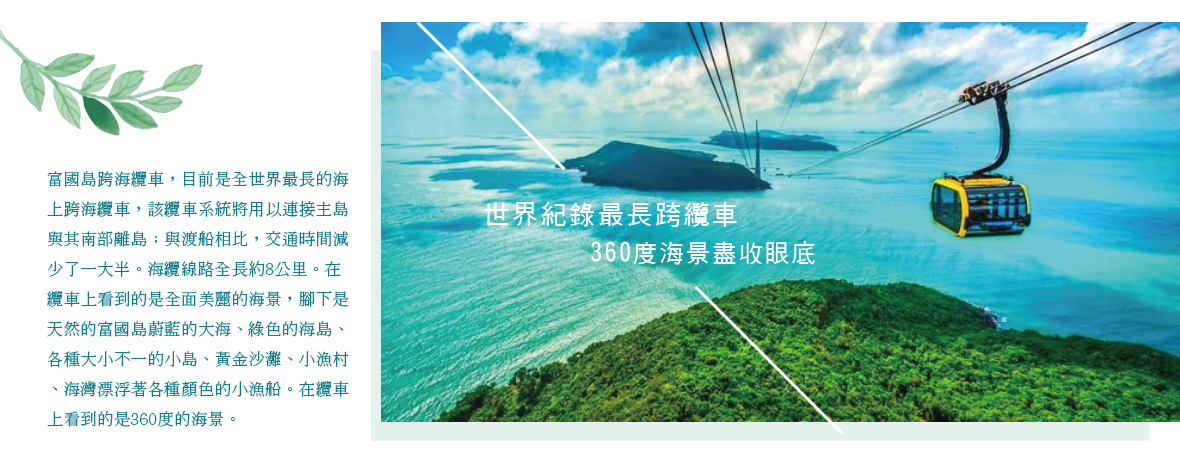 富國島跨海纜車，目前是全世界最長的海
上跨海纜車，該纜車系統將用以連接主島
與其南部離島；與渡船相比，交通時間減
少了一大半。海纜線路全長約8公里。在
纜車上看到的是全面美麗的海景，腳下是
天然的富國島蔚藍的大海、綠色的海島、
各種大小不一的小島、黃金沙灘、小漁村
、海灣漂浮著各種顏色的小漁船。在纜車
上看到的是360度的海景。
世界紀錄最長跨纜車
360度海景盡收眼底